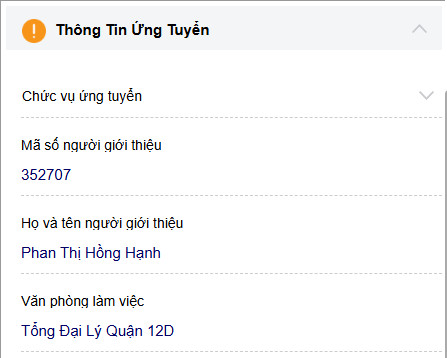 Thông Tin Ứng Tuyển
Chức vụ ứng tuyển
Mã số người giới thiệu
352707
Họ và tên người giới thiệu
Phan Thị Hồng Hạnh
Văn phòng làm việc
Tổng Đại Lý Quận 12D